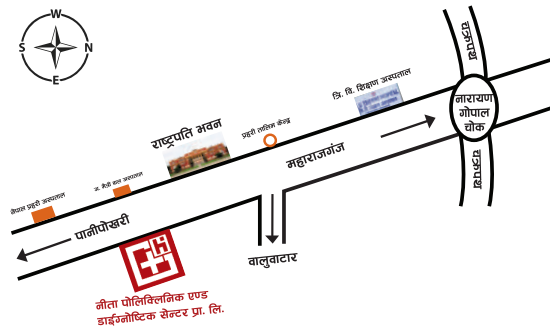 W
S
N
E
चक्रपथ
त्रि. वि. शिक्षण अस्पताल
नारायण
गोपाल
चोक
राष्ट्रपति भवन
प्रहरी तालिम केन्द्र
महाराजगंज
चक्रपथ
अ. मैत्री बाल अस्पताल
नेपाल प्रहरी अस्पताल
पानीपोखरी
वालुवाटार
नीता पोलिक्लिनिक एण्ड
डाईग्नोष्टिक सेन्टर प्रा. लि.